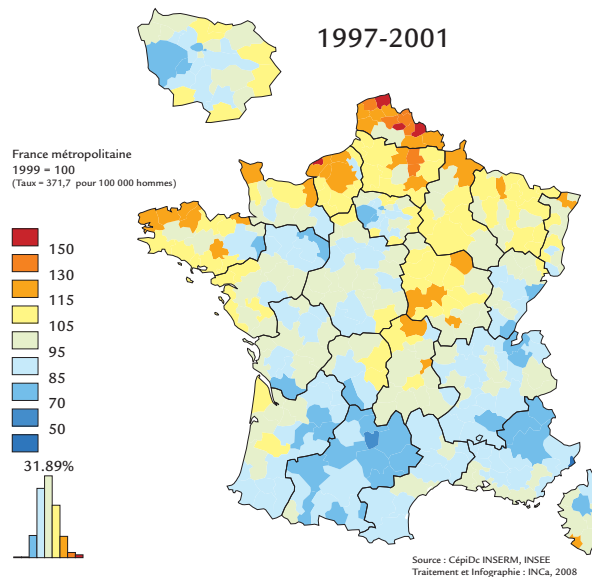 1997-2001
France métropolitaine
1999 = 100
(Taux = 371,7 pour 100 000 hommes)
150
130
115
105
95
85
70
50
31.89%
Source : CépiDc INSERM, INSEE
Traitement et Infographie : INCa, 2008